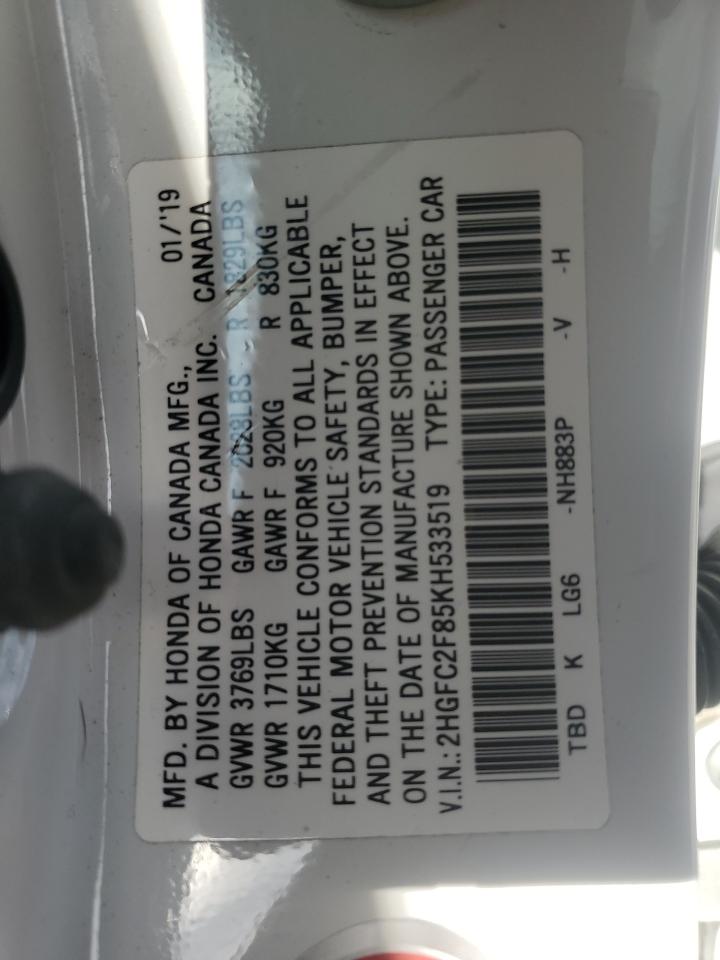 MFD. BY HONDA OF CANADA MFG., 01/'19
A DIVISION OF HONDA CANADA INC. CANADA
GVWR 3769LBS GAWR F 2028LBS R 1829LBS
GVWR 1710KG GAWR F 920KG R 830KG
THIS VEHICLE CONFORMS TO ALL APPLICABLE
FEDERAL MOTOR VEHICLE SAFETY, BUMPER,
AND THEFT PREVENTION STANDARDS IN EFFECT
ON THE DATE OF MANUFACTURE SHOWN ABOVE.
V.I.N.: 2HGFC2F85KH533519 TYPE: PASSENGER CAR
TBD K LG6 -NH883P -V -H